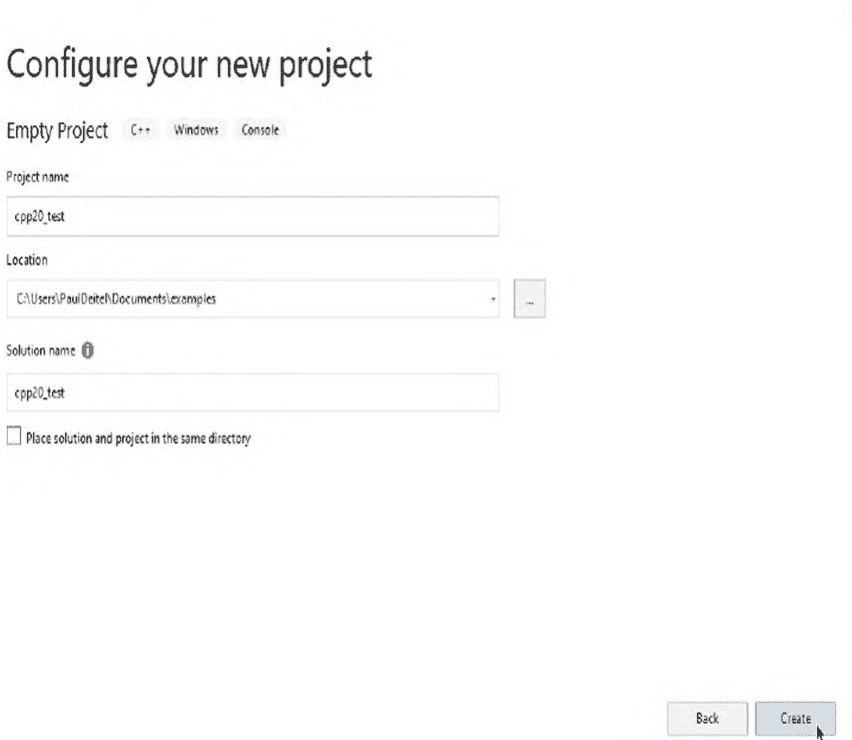 Configure your new project
Empty Project C++ Windows Console
Project name
cpp20_test
Location
C:\Users\PaulDeitel\Documents\examples
...
Solution name
cpp20_test
Place solution and project in the same directory
Back Create